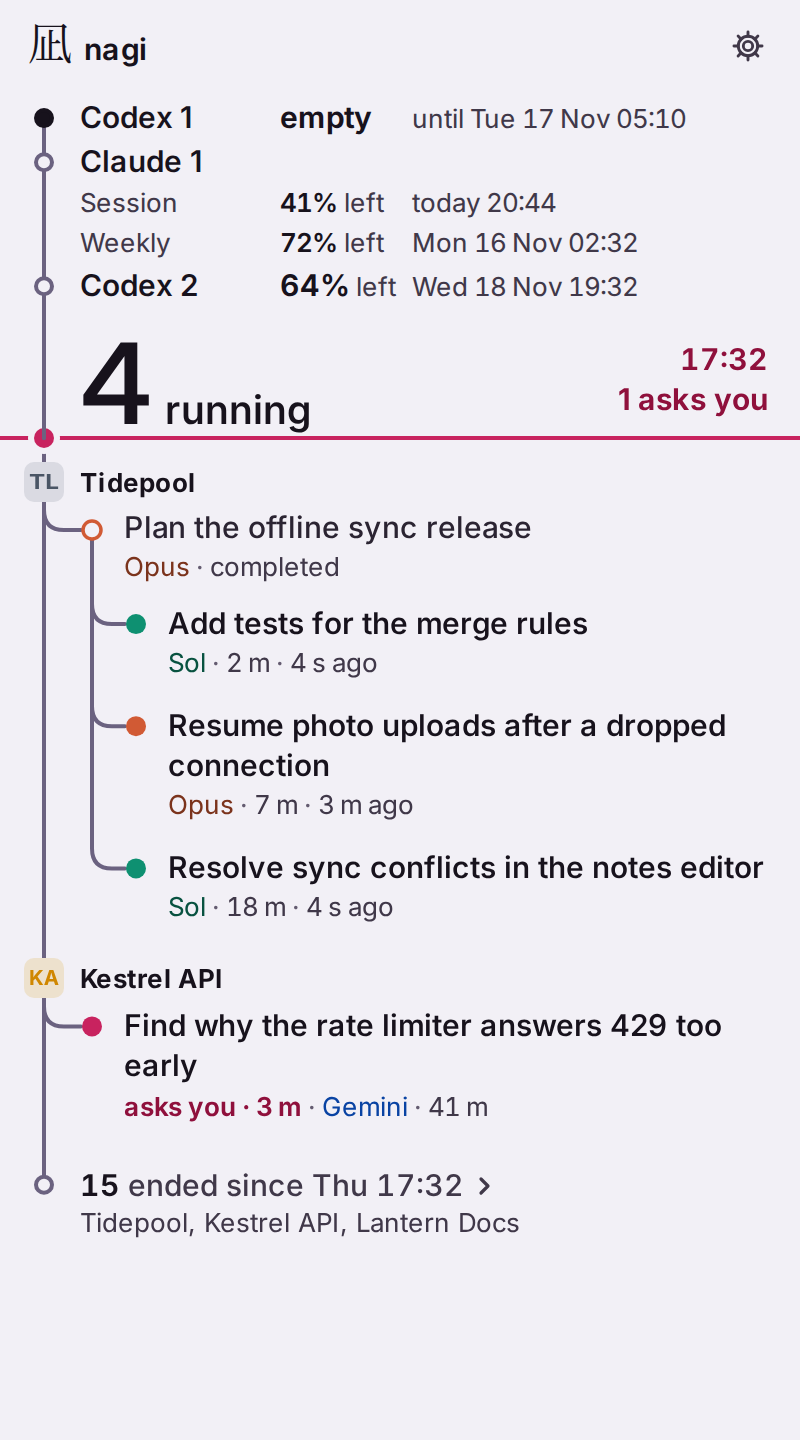 凪 nagi
Codex 1 empty until Tue 17 Nov 05:10
Claude 1
Session 41% left today 20:44
Weekly 72% left Mon 16 Nov 02:32
Codex 2 64% left Wed 18 Nov 19:32
4 running
17:32
1 asks you
TL Tidepool
Plan the offline sync release
Opus · completed
Add tests for the merge rules
Sol · 2 m · 4 s ago
Resume photo uploads after a dropped
connection
Opus · 7 m · 3 m ago
Resolve sync conflicts in the notes editor
Sol · 18 m · 4 s ago
KA Kestrel API
Find why the rate limiter answers 429 too
early
asks you · 3 m · Gemini · 41 m
15 ended since Thu 17:32 ›
Tidepool, Kestrel API, Lantern Docs